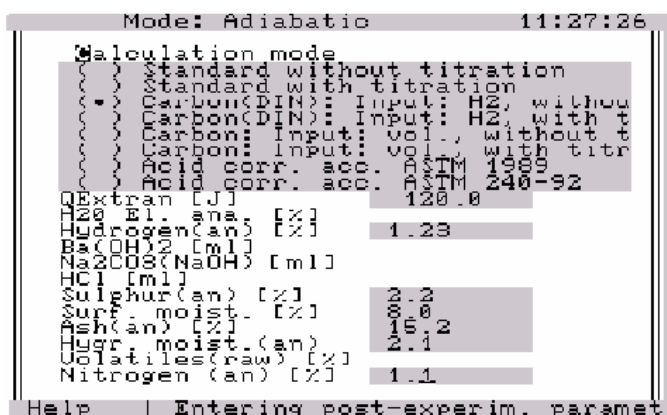 Mode: Adiabatic 11:27:26
Calculation mode
( ) Standard without titration
( ) Standard with titration
(•) Carbon(DIN): Input: H2, withou
( ) Carbon(DIN): Input: H2, with t
( ) Carbon: Input: vol., without t
( ) Carbon: Input: vol., with titr
( ) Acid corr. acc. ASTM 1989
( ) Acid corr. acc. ASTM 240-92
QExtran [J] 120.0
H20 El. ana. [%]
Hydrogen(an) [%] 1.23
Ba(OH)2 [ml]
Na2CO3(NaOH) [ml]
HCl [ml]
Sulphur(an) [%] 2.2
Surf. moist. [%] 8.0
Ash(an) [%] 15.2
Hygr. moist.(an) 2.1
Volatiles(raw) [%]
Nitrogen (an) [%] 1.1
Help | Entering post-experim. paramet